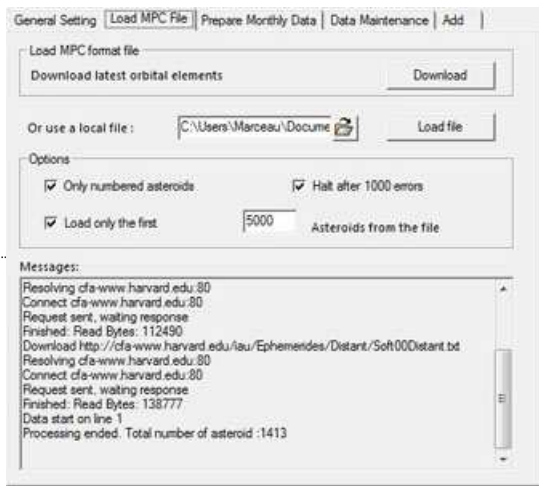 General Setting Load MPC File Prepare Monthly Data Data Maintenance Add
Load MPC format file
Download latest orbital elements Download
Or use a local file : C:\Users\Marceau\Docume Load file
Options
Only numbered asteroids Halt after 1000 errors
Load only the first 5000 Asteroids from the file
Messages:
Resolving cfa-www.harvard.edu:80
Connect cfa-www.harvard.edu:80
Request sent, waiting response
Finished: Read Bytes: 112490
Download http://cfa-www.harvard.edu/iau/Ephemerides/Distant/Soft00Distant.txt
Resolving cfa-www.harvard.edu:80
Connect cfa-www.harvard.edu:80
Request sent, waiting response
Finished: Read Bytes: 138777
Data start on line 1
Processing ended. Total number of asteroid :1413